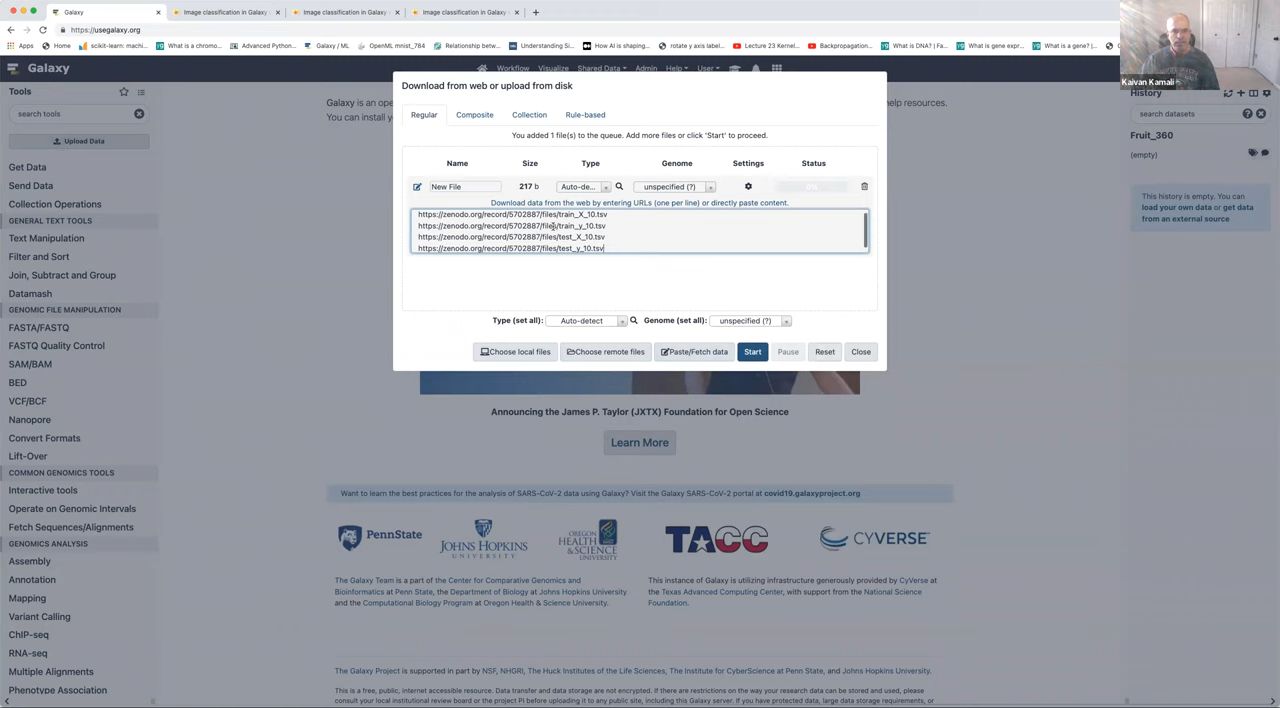 Galaxy
Image classification in Galaxy
Image classification in Galaxy
Image classification in Galaxy
https://usegalaxy.org
Apps
Home
scikit-learn: machi...
What is a chromo...
Advanced Python...
Galaxy / ML
OpenML mnist_784
Relationship betw...
Understanding Si...
How AI is shaping...
rotate y axis label...
Lecture 23 Kernel...
Backpropagation...
What is DNA? | Fa...
What is gene expr...
What is a gene?
Kaivan Kamali
Galaxy
Workflow
Visualize
Shared Data
Admin
Help
User
Tools
search tools
Upload Data
Get Data
Send Data
Collection Operations
GENERAL TEXT TOOLS
Text Manipulation
Filter and Sort
Join, Subtract and Group
Datamash
GENOMIC FILE MANIPULATION
FASTA/FASTQ
FASTQ Quality Control
SAM/BAM
BED
VCF/BCF
Nanopore
Convert Formats
Lift-Over
COMMON GENOMICS TOOLS
Interactive tools
Operate on Genomic Intervals
Fetch Sequences/Alignments
GENOMICS ANALYSIS
Assembly
Annotation
Mapping
Variant Calling
ChIP-seq
RNA-seq
Multiple Alignments
Phenotype Association
Galaxy is an
You can install y
help resources.
Download from web or upload from disk
Regular
Composite
Collection
Rule-based
You added 1 file(s) to the queue. Add more files or click 'Start' to proceed.
Name
Size
Type
Genome
Settings
Status
New File
217 b
Auto-de...
unspecified (?)
0%
Download data from the web by entering URLs (one per line) or directly paste content.
https://zenodo.org/record/5702887/files/train_X_10.tsv
https://zenodo.org/record/5702887/files/train_y_10.tsv
https://zenodo.org/record/5702887/files/test_X_10.tsv
https://zenodo.org/record/5702887/files/test_y_10.tsv
Type (set all):
Auto-detect
Genome (set all):
unspecified (?)
Choose local files
Choose remote files
Paste/Fetch data
Start
Pause
Reset
Close
Announcing the James P. Taylor (JXTX) Foundation for Open Science
Learn More
Want to learn the best practices for the analysis of SARS-CoV-2 data using Galaxy? Visit the Galaxy SARS-CoV-2 portal at covid19.galaxyproject.org
PennState
JOHNS HOPKINS
UNIVERSITY
OREGON
HEALTH
& SCIENCE
UNIVERSITY
TACC
CYVERSE
The Galaxy Team is a part of the Center for Comparative Genomics and
Bioinformatics at Penn State, the Department of Biology at Johns Hopkins University
and the Computational Biology Program at Oregon Health & Science University.
This instance of Galaxy is utilizing infrastructure generously provided by CyVerse at
the Texas Advanced Computing Center, with support from the National Science
Foundation.
The Galaxy Project is supported in part by NSF, NHGRI, The Huck Institutes of the Life Sciences, The Institute for CyberScience at Penn State, and Johns Hopkins University.
This is a free, public, internet accessible resource. Data transfer and data storage are not encrypted. If there are restrictions on the way your research data can be stored and used, please
consult your local institutional review board or the project PI before uploading it to any public site, including this Galaxy server.
History
search datasets
Fruit_360
(empty)
This history is empty. You can
load your own data or get data
from an external source.